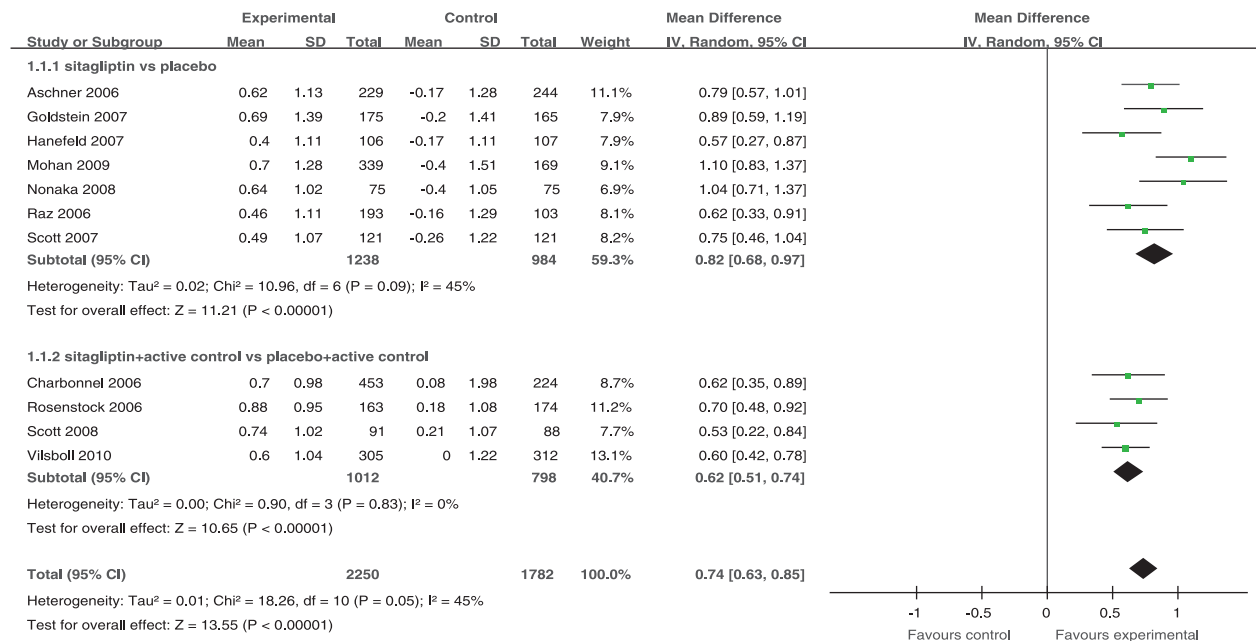 Experimental Control Mean Difference Mean Difference
Study or Subgroup Mean SD Total Mean SD Total Weight IV, Random, 95% CI IV, Random, 95% CI
1.1.1 sitagliptin vs placebo
Aschner 2006 0.62 1.13 229 -0.17 1.28 244 11.1% 0.79 [0.57, 1.01]
Goldstein 2007 0.69 1.39 175 -0.2 1.41 165 7.9% 0.89 [0.59, 1.19]
Hanefeld 2007 0.4 1.11 106 -0.17 1.11 107 7.9% 0.57 [0.27, 0.87]
Mohan 2009 0.7 1.28 339 -0.4 1.51 169 9.1% 1.10 [0.83, 1.37]
Nonaka 2008 0.64 1.02 75 -0.4 1.05 75 6.9% 1.04 [0.71, 1.37]
Raz 2006 0.46 1.11 193 -0.16 1.29 103 8.1% 0.62 [0.33, 0.91]
Scott 2007 0.49 1.07 121 -0.26 1.22 121 8.2% 0.75 [0.46, 1.04]
Subtotal (95% CI) 1238 984 59.3% 0.82 [0.68, 0.97]
Heterogeneity: Tau² = 0.02; Chi² = 10.96, df = 6 (P = 0.09); I² = 45%
Test for overall effect: Z = 11.21 (P < 0.00001)
1.1.2 sitagliptin+active control vs placebo+active control
Charbonnel 2006 0.7 0.98 453 0.08 1.98 224 8.7% 0.62 [0.35, 0.89]
Rosenstock 2006 0.88 0.95 163 0.18 1.08 174 11.2% 0.70 [0.48, 0.92]
Scott 2008 0.74 1.02 91 0.21 1.07 88 7.7% 0.53 [0.22, 0.84]
Vilsboll 2010 0.6 1.04 305 0 1.22 312 13.1% 0.60 [0.42, 0.78]
Subtotal (95% CI) 1012 798 40.7% 0.62 [0.51, 0.74]
Heterogeneity: Tau² = 0.00; Chi² = 0.90, df = 3 (P = 0.83); I² = 0%
Test for overall effect: Z = 10.65 (P < 0.00001)
Total (95% CI) 2250 1782 100.0% 0.74 [0.63, 0.85]
Heterogeneity: Tau² = 0.01; Chi² = 18.26, df = 10 (P = 0.05); I² = 45%
Test for overall effect: Z = 13.55 (P < 0.00001)
-1 -0.5 0 0.5 1
Favours control Favours experimental